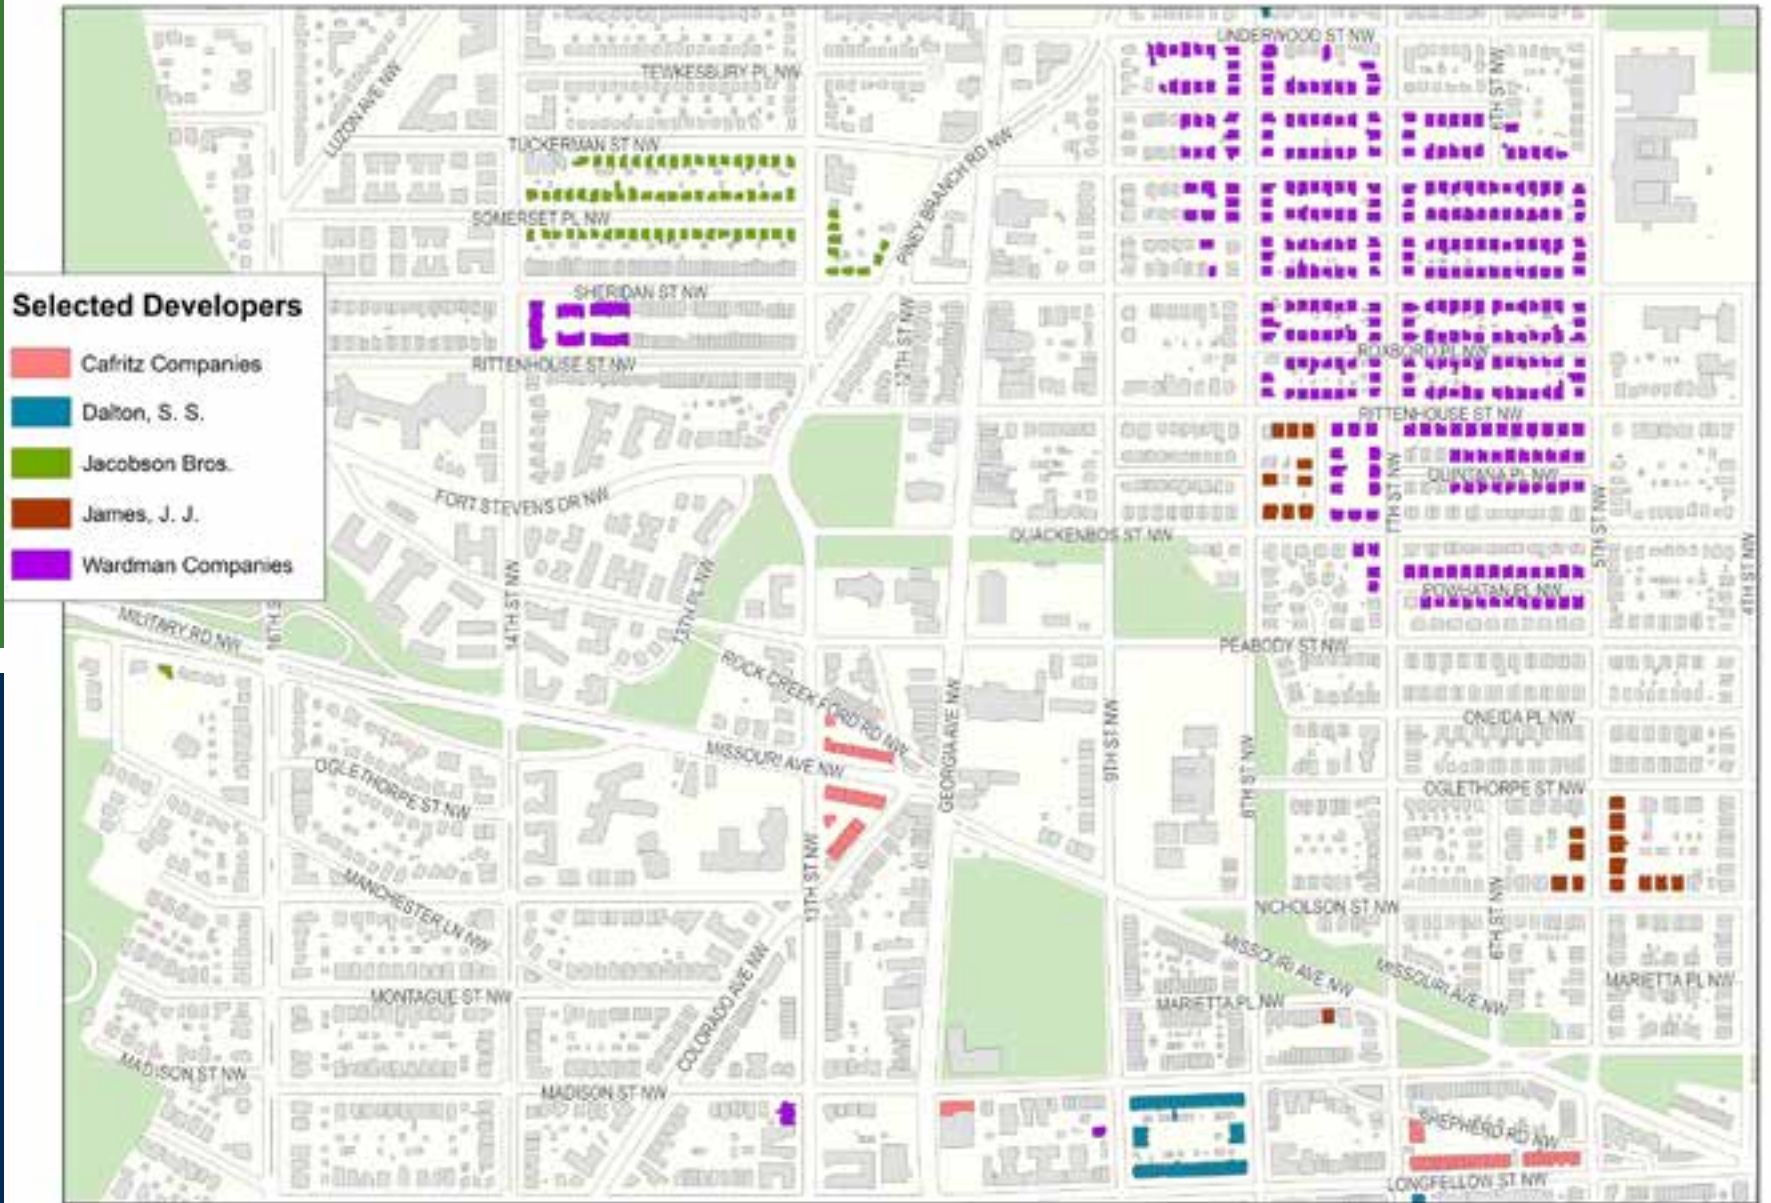 UNDERWOOD ST NW
TEWKESBURY PL NW
LUZON AVE NW
6TH ST NW
TUCKERMAN ST NW
PINEY BRANCH RD NW
SOMERSET PL NW
Selected Developers
Cafritz Companies
Dalton, S. S.
Jacobson Bros.
James, J. J.
Wardman Companies
SHERIDAN ST NW
12TH ST NW
ROXBORO PL NW
RITTENHOUSE ST NW
RITTENHOUSE ST NW
QUINTANA PL NW
7TH ST NW
FORT STEVENS DR NW
5TH ST NW
QUACKENBOS ST NW
4TH ST NW
14TH ST NW
13TH PL NW
POWHATAN PL NW
MILITARY RD NW
16TH S
PEABODY ST NW
ROCK CREEK FORD RD NW
ONEIDA PL NW
GEORGIA AVE NW
9TH ST NW
8TH ST NW
MISSOURI AVE NW
OGLETHORPE ST NW
OGLETHORPE ST NW
13TH ST NW
MANCHESTER LN NW
NICHOLSON ST NW
6TH ST NW
MISSOURI AVE NW
MISSOURI AVE NW
MARIETTA PL NW
MONTAGUE ST NW
MARIETTA PL NW
COLORADO AVE NW
MADISON ST NW
MADISON ST NW
SHEPHERD RD NW
LONGFELLOW ST NW